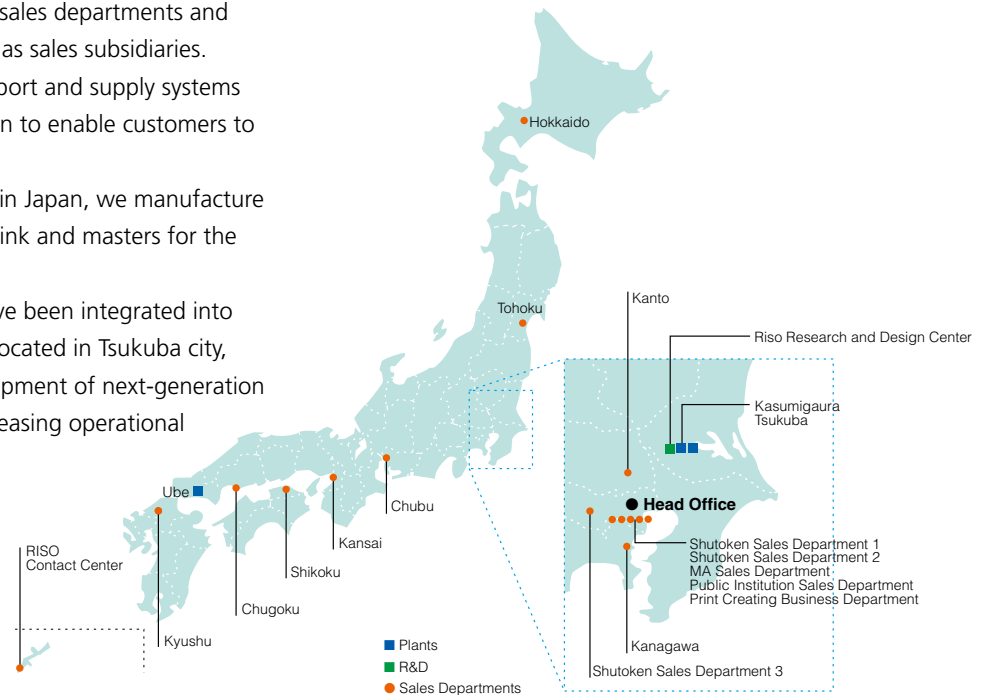 sales departments and
as sales subsidiaries.
port and supply systems
n to enable customers to
in Japan, we manufacture
ink and masters for the
ve been integrated into
ocated in Tsukuba city,
opment of next-generation
easing operational
Hokkaido
Tohoku
Kanto
Riso Research and Design Center
Kasumigaura
Tsukuba
Head Office
Shutoken Sales Department 1
Shutoken Sales Department 2
MA Sales Department
Public Institution Sales Department
Print Creating Business Department
Kanagawa
Shutoken Sales Department 3
Chubu
Kansai
Shikoku
Chugoku
Ube
Kyushu
RISO
Contact Center
Plants
R&D
Sales Departments